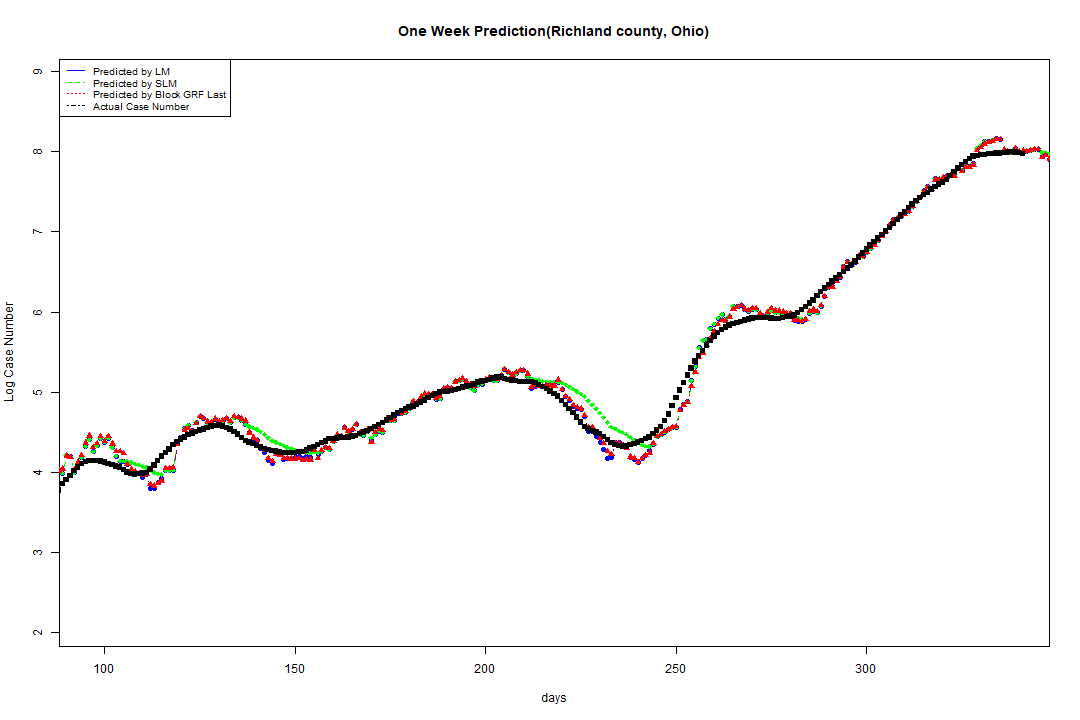 One Week Prediction(Richland county, Ohio)
Predicted by LM
Predicted by SLM
Predicted by Block GRF Last
Actual Case Number
9
8
7
6
5
4
3
2
Log Case Number
100 150 200 250 300
days